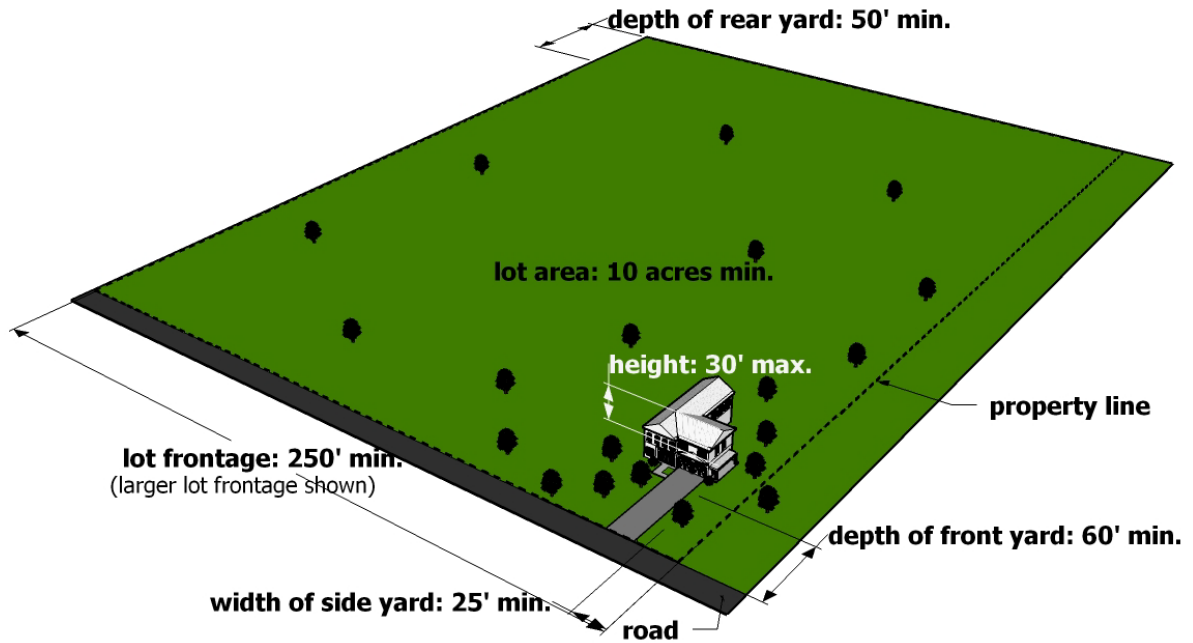 depth of rear yard: 50' min.
lot area: 10 acres min.
height: 30' max.
property line
lot frontage: 250' min.
(larger lot frontage shown)
depth of front yard: 60' min.
width of side yard: 25' min.
road